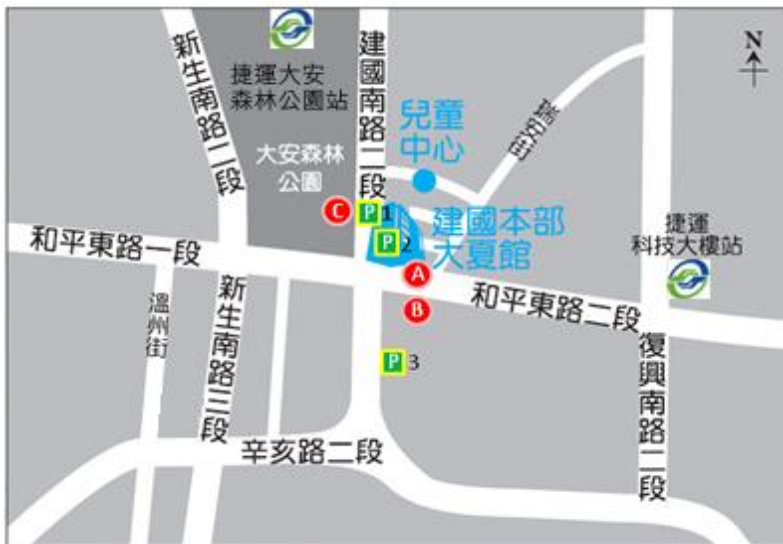 新生南路二段
捷運大安
森林公園站
建國南路二段
N
兒童
中心
瑞安街
大安森林
公園
C
P 1
P 2
建國本部
大夏館
捷運
科技大樓站
和平東路一段
A
B
和平東路二段
溫州街
新生南路三段
P 3
復興南路二段
辛亥路二段